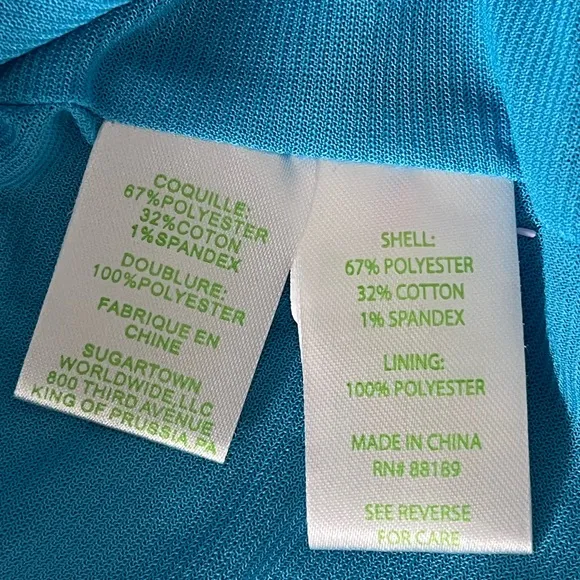 COQUILLE:
67%POLYESTER
32%COTON
1%SPANDEX
DOUBLURE:
100%POLYESTER
FABRIQUE EN
CHINE
SUGARTOWN
WORLDWIDE,LLC
800 THIRD AVENUE
KING OF PRUSSIA,PA
SHELL:
67% POLYESTER
32% COTTON
1% SPANDEX
LINING:
100% POLYESTER
MADE IN CHINA
RN# 88189
SEE REVERSE
FOR CARE